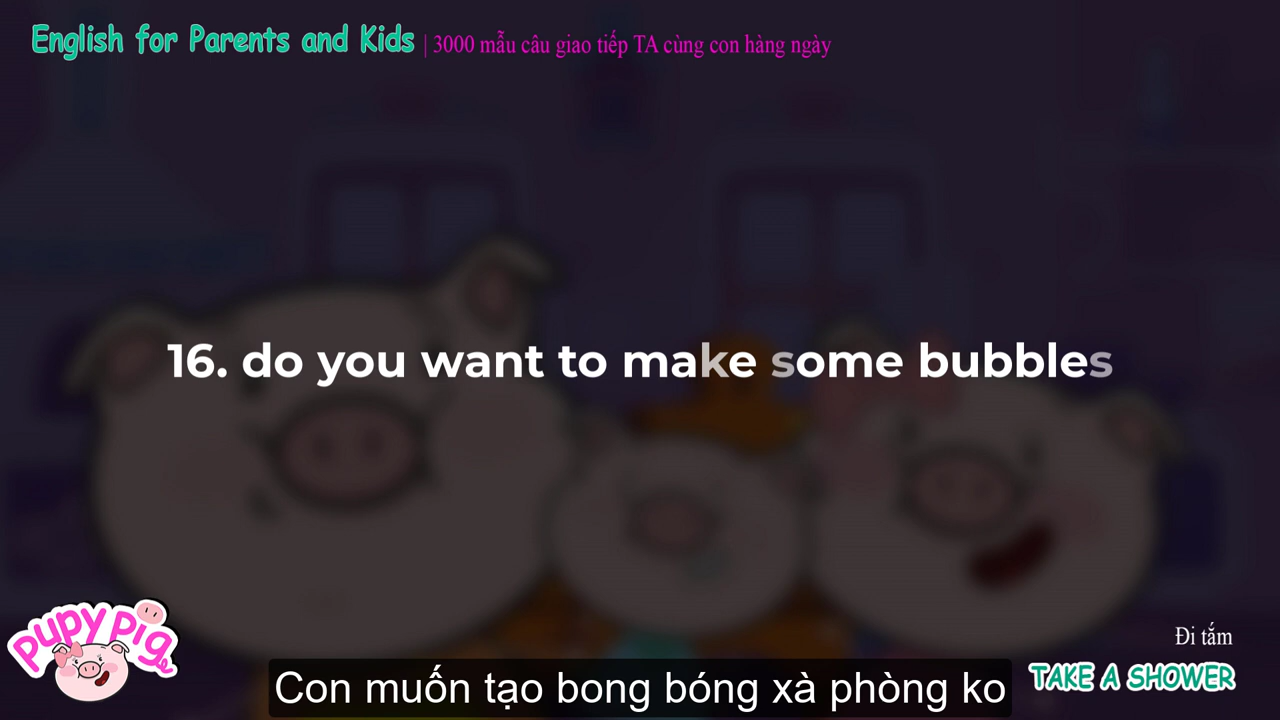 English for Parents and Kids | 3000 mẫu câu giao tiếp TA cùng con hàng ngày
16. do you want to make some bubbles
Đi tắm
pupy pig
TAKE A SHOWER
Con muốn tạo bong bóng xà phòng ko